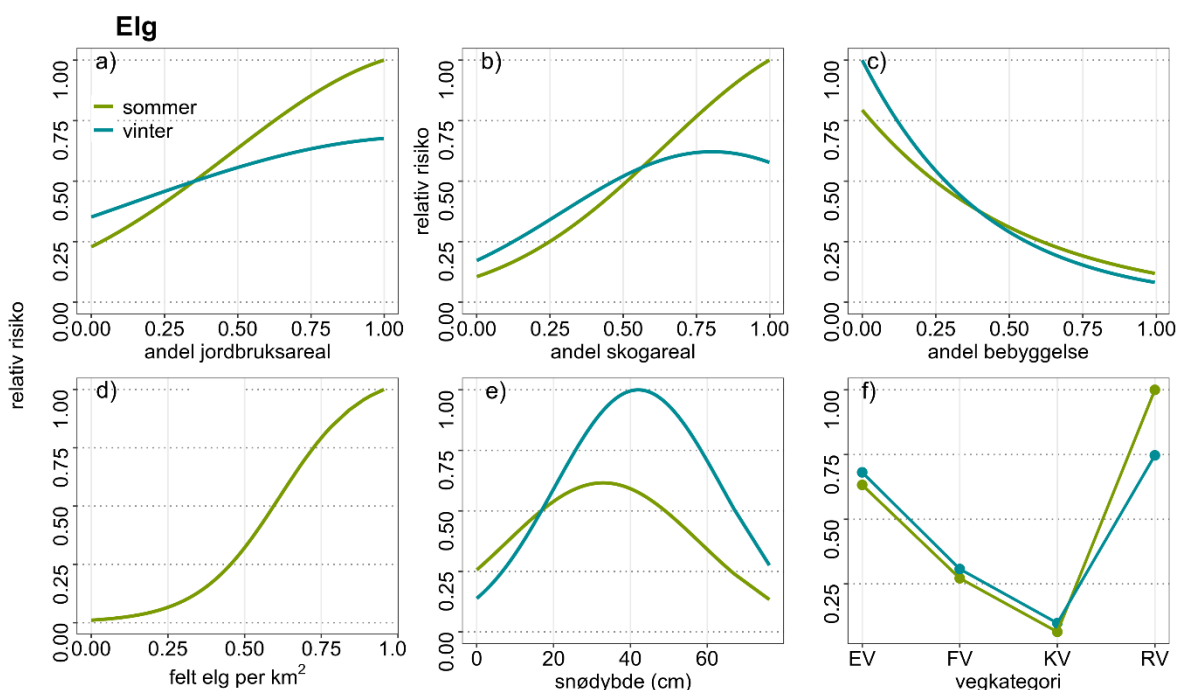 Elg
a)
sommer
vinter
0.00 0.25 0.50 0.75 1.00
0.00 0.25 0.50 0.75 1.00
andel jordbruksareal
b)
relativ risiko
0.00 0.25 0.50 0.75 1.00
0.00 0.25 0.50 0.75 1.00
andel skogareal
c)
0.00 0.25 0.50 0.75 1.00
0.00 0.25 0.50 0.75 1.00
andel bebyggelse
relativ risiko
d)
0.00 0.25 0.50 0.75 1.00
0.00 0.25 0.50 0.75 1.0
felt elg per km²
e)
0.00 0.25 0.50 0.75 1.00
0 20 40 60
snødybde (cm)
f)
0.25 0.50 0.75 1.00
EV FV KV RV
vegkategori